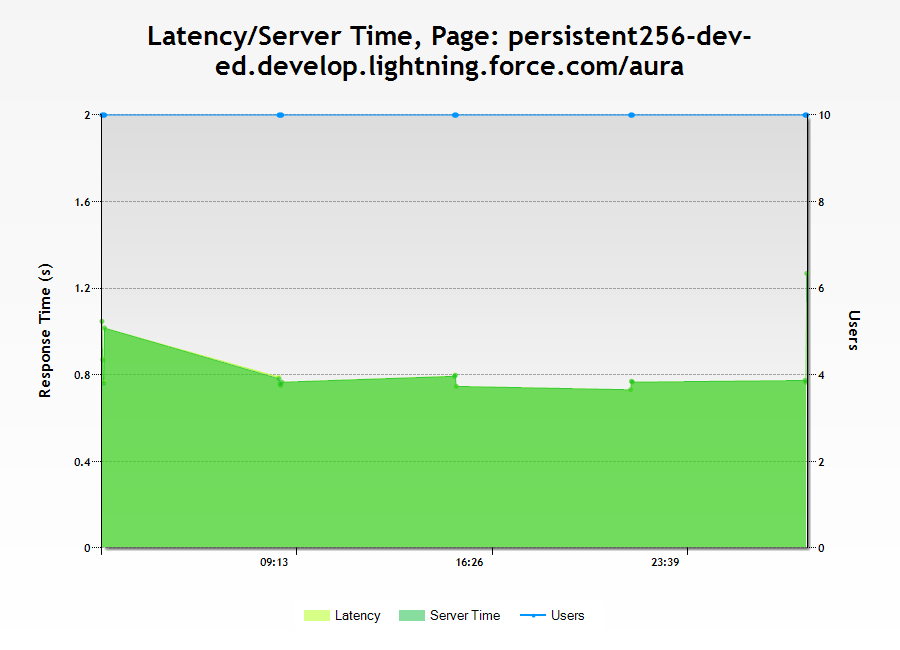 Latency/Server Time, Page: persistent256-dev-
ed.develop.lightning.force.com/aura
2
10
1.6
8
1.2
6
0.8
4
0.4
2
0
0
Response Time (s)
Users
09:13
16:26
23:39
Latency
Server Time
Users